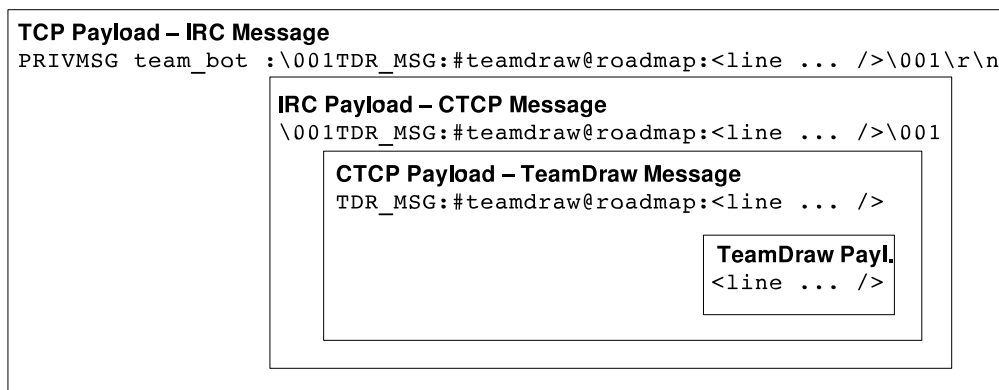 TCP Payload – IRC Message
PRIVMSG team_bot :\001TDR_MSG:#teamdraw@roadmap:<line ... />\001\r\n
IRC Payload – CTCP Message
\001TDR_MSG:#teamdraw@roadmap:<line ... />\001
CTCP Payload – TeamDraw Message
TDR_MSG:#teamdraw@roadmap:<line ... />
TeamDraw Payl.
<line ... />